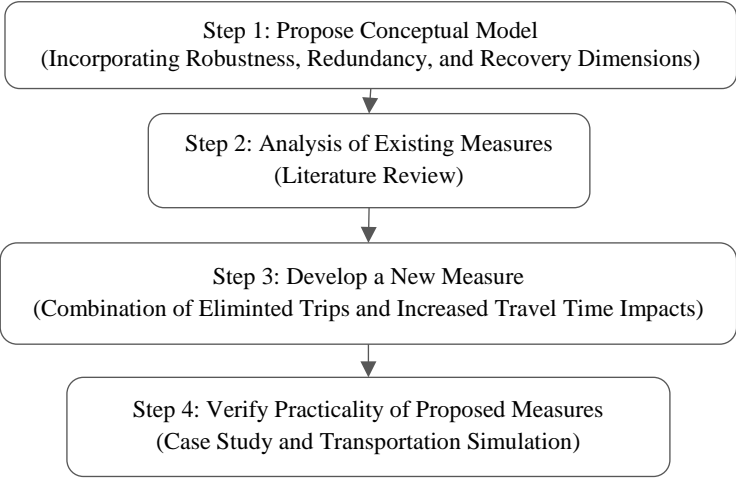 Step 1: Propose Conceptual Model
(Incorporating Robustness, Redundancy, and Recovery Dimensions)
Step 2: Analysis of Existing Measures
(Literature Review)
Step 3: Develop a New Measure
(Combination of Eliminted Trips and Increased Travel Time Impacts)
Step 4: Verify Practicality of Proposed Measures
(Case Study and Transportation Simulation)